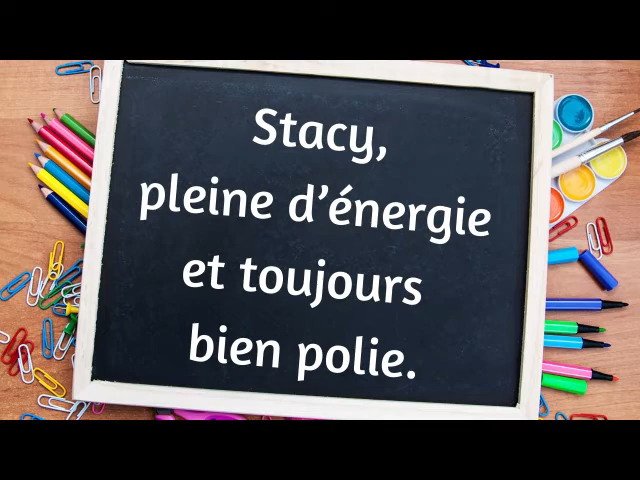 Stacy,
pleine d’énergie
et toujours
bien polie.